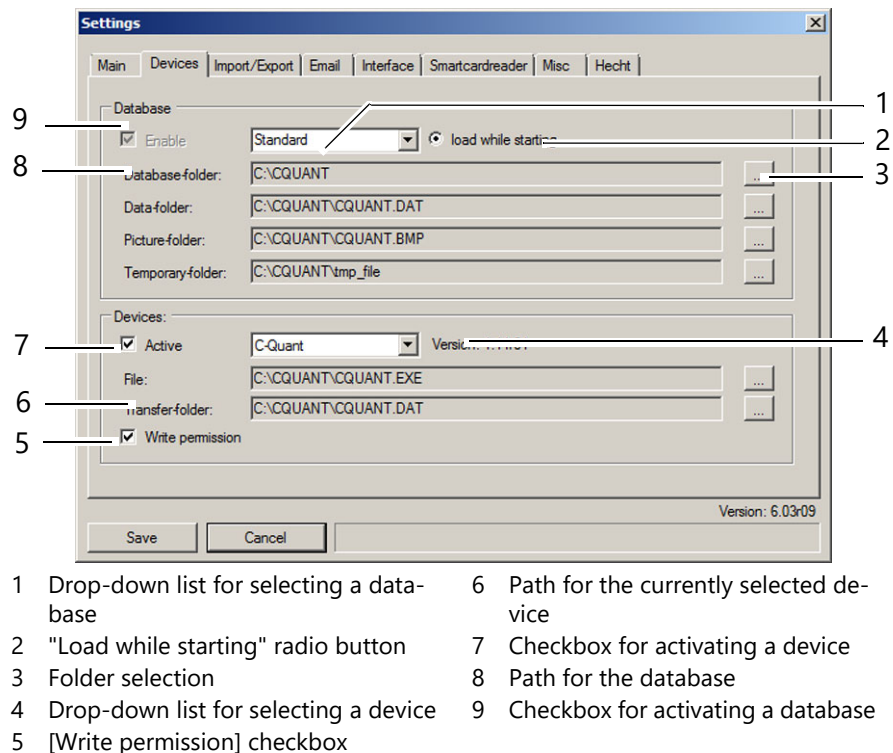 Settings
Main Devices Import/Export Email Interface Smartcardreader Misc Hecht
Database
1
9
Enable Standard load while starting
2
8
Database-folder: C:\CQUANT ...
3
Data-folder: C:\CQUANT\CQUANT.DAT ...
Picture-folder: C:\CQUANT\CQUANT.BMP ...
Temporary-folder: C:\CQUANT\tmp_file ...
Devices:
7 Active C-Quant Version: 4
File: C:\CQUANT\CQUANT.EXE ...
6 Transfer-folder: C:\CQUANT\CQUANT.DAT ...
5 Write permission
Version: 6.03r09
Save Cancel
1 Drop-down list for selecting a data-
base
2 "Load while starting" radio button
3 Folder selection
4 Drop-down list for selecting a device
5 [Write permission] checkbox
6 Path for the currently selected de-
vice
7 Checkbox for activating a device
8 Path for the database
9 Checkbox for activating a database